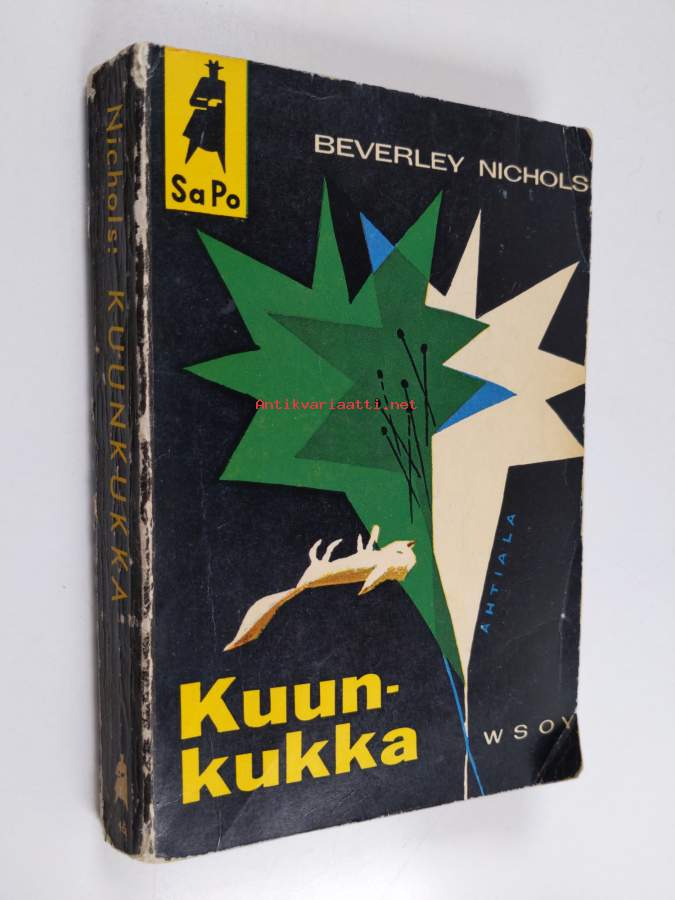 SaPo
BEVERLEY NICHOLS
Nichols: KUUNKUKKA
Antikvariaatti.net
AHTIALA
Kuun-
kukka
WSOY